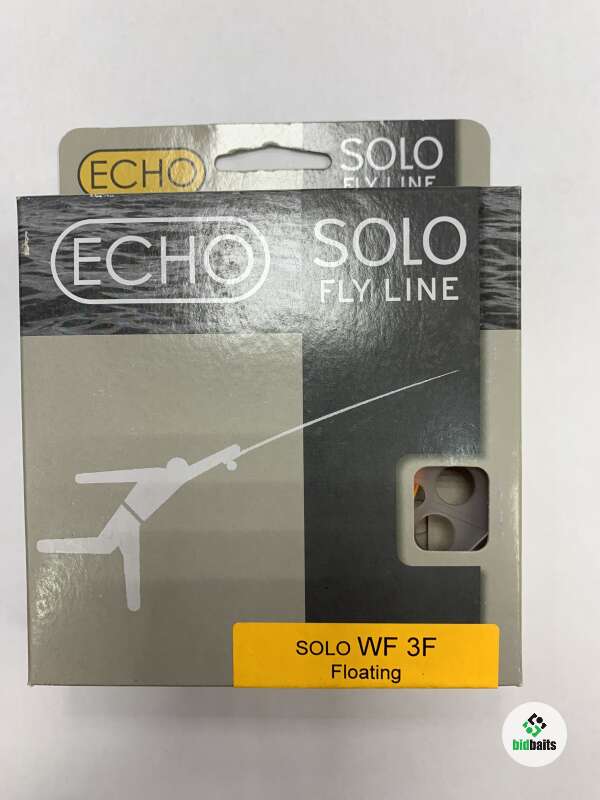 ECHO SOLO
FLY LINE
ECHO SOLO
FLY LINE
SOLO WF 3F
Floating
bidbaits